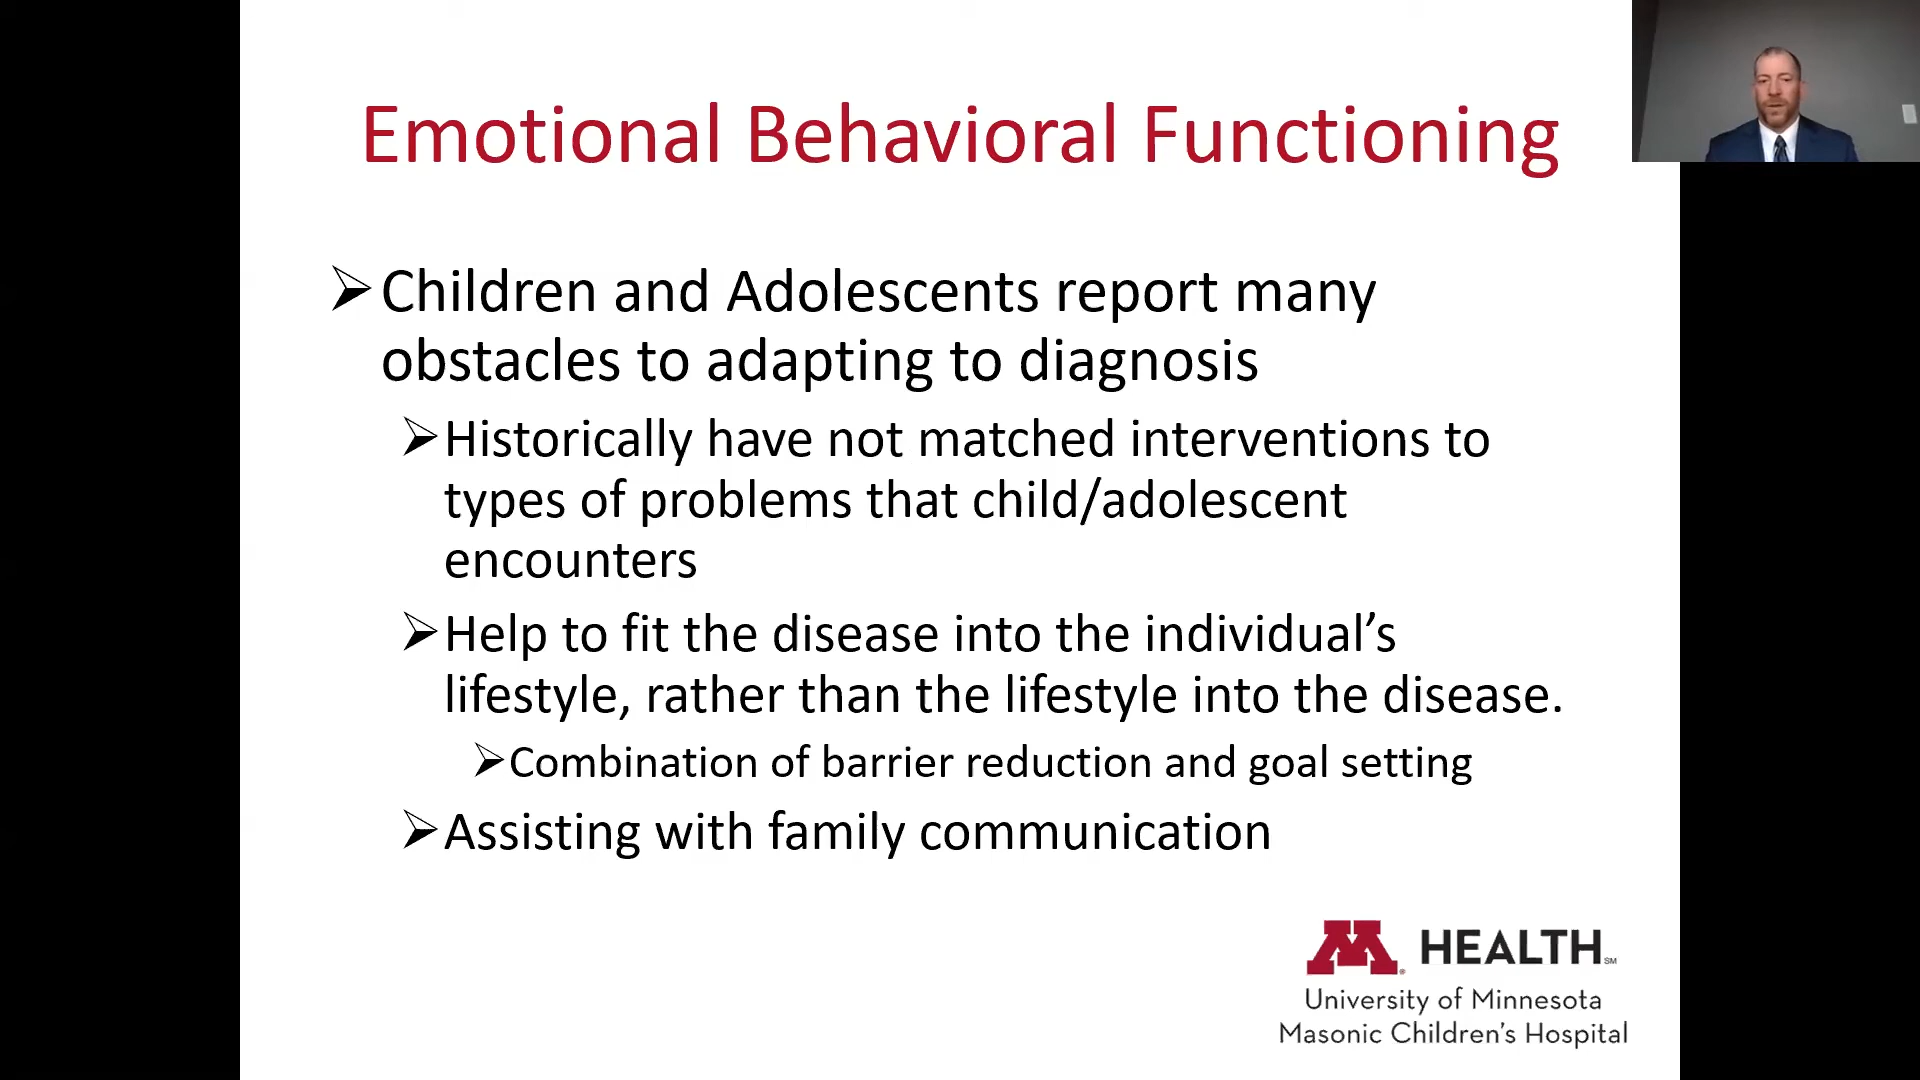 Emotional Behavioral Functioning
➢Children and Adolescents report many
obstacles to adapting to diagnosis
➢Historically have not matched interventions to
types of problems that child/adolescent
encounters
➢Help to fit the disease into the individual’s
lifestyle, rather than the lifestyle into the disease.
➢Combination of barrier reduction and goal setting
➢Assisting with family communication
M® HEALTH℠
University of Minnesota
Masonic Children’s Hospital